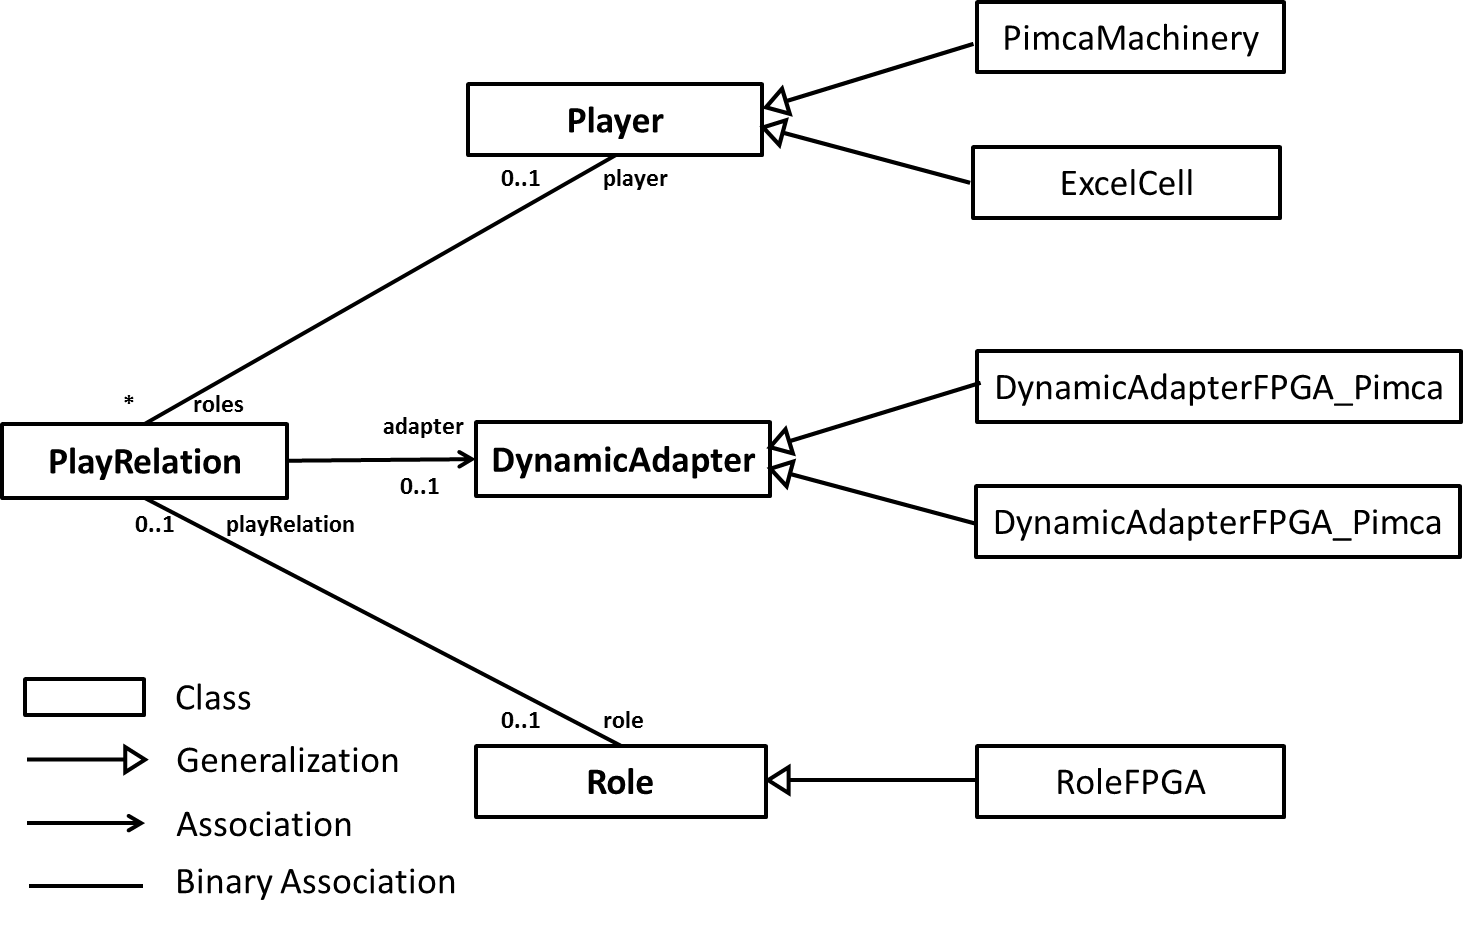 PimcaMachinery
Player
0..1
player
ExcelCell
*
roles
PlayRelation
adapter
0..1
DynamicAdapter
DynamicAdapterFPGA_Pimca
DynamicAdapterFPGA_Pimca
0..1
playRelation
0..1
role
Role
RoleFPGA
Class
Generalization
Association
Binary Association